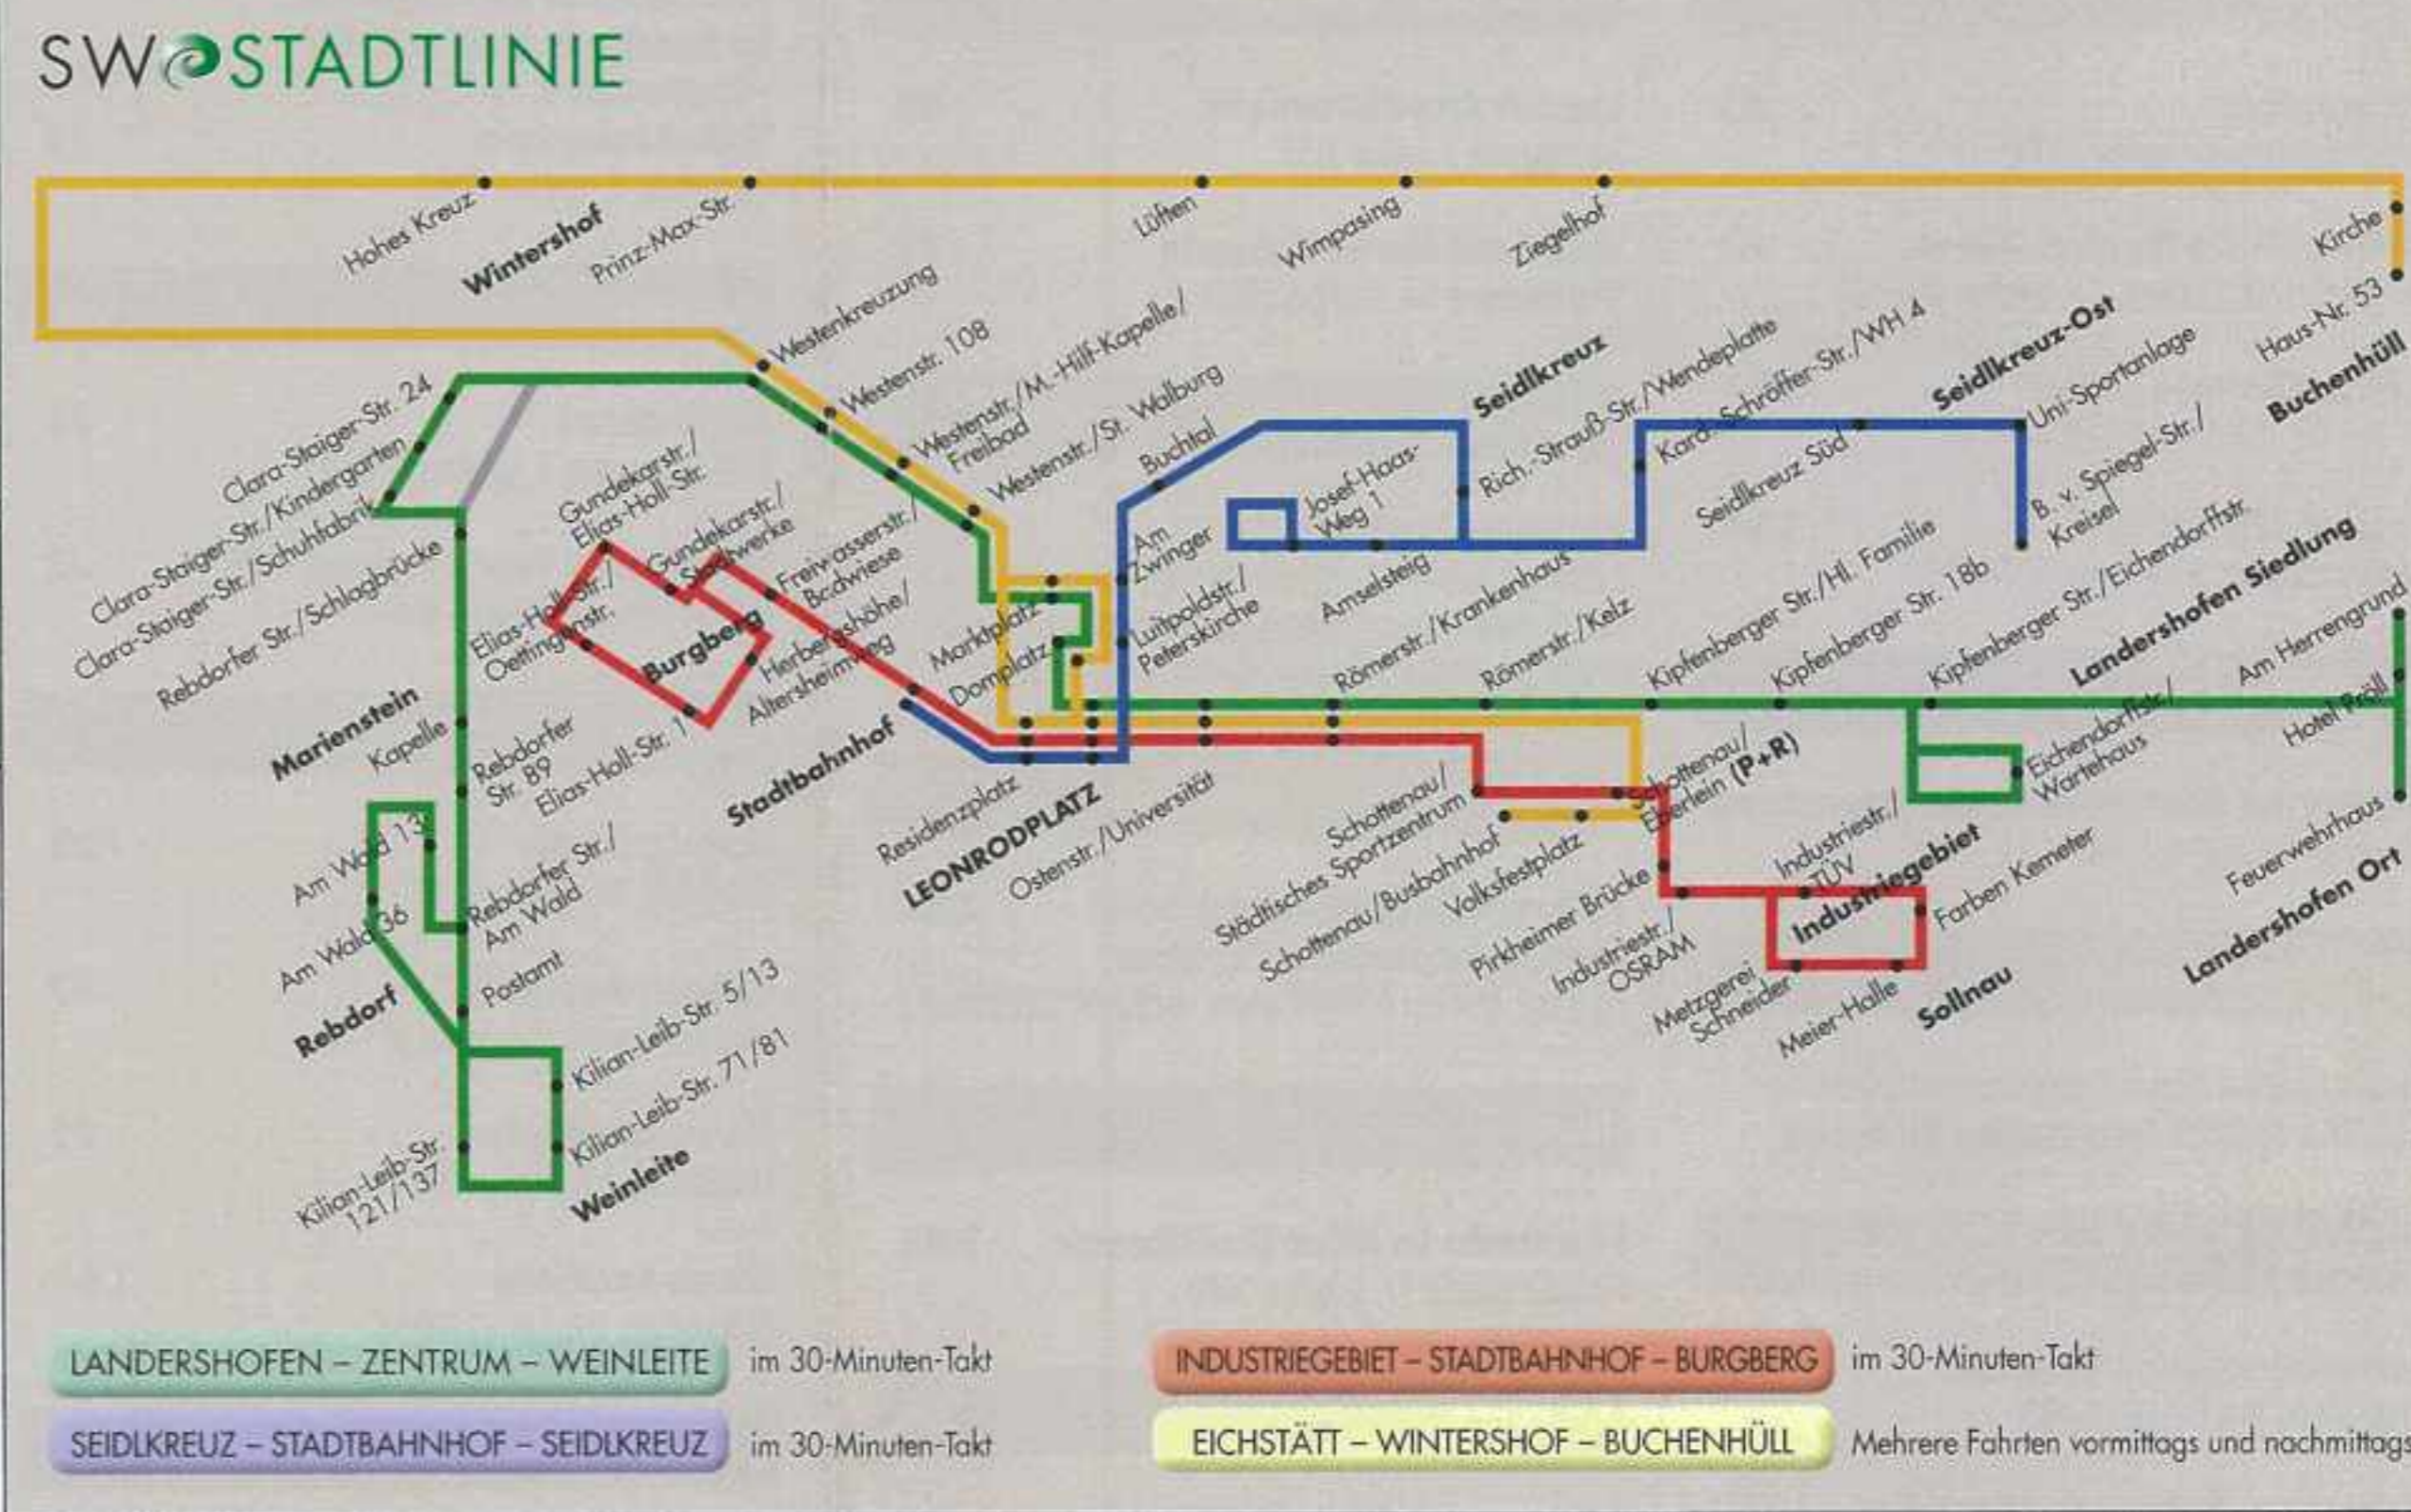 SW STADTLINIE
Hohes Kreuz
Wintershof
Prinz-Max-Str.
Lüften
Wimpasing
Ziegelhof
Kirche
Haus-Nr. 53
Buchenhüll
Westenkreuzung
Westenstr. 108
Westenstr./M.-Hilf-Kapelle/
Freibad
Westenstr./St. Walburg
Clara-Staiger-Str. 24
Clara-Staiger-Str./Kindergarten
Clara-Staiger-Str./Schuhfabrik
Rebdorfer Str./Schlagbrücke
Marienstein
Kapelle
Rebdorfer
Str. 89
Am Wald 13
Am Wald 36
Rebdorfer Str./
Am Wald
Rebdorf
Postamt
Kilian-Leib-Str. 5/13
Kilian-Leib-Str. 71/81
Kilian-Leib-Str.
121/137
Weinleite
Gundekarstr./
Elias-Holl-Str.
Gundekarstr./
Stadtwerke
Freiwasserstr./
Badwiese
Elias-Holl-Str./
Oettingenstr.
Burgberg
Herbergshöhe/
Altersheimweg
Elias-Holl-Str. 1
Stadtbahnhof
Marktplatz
Domplatz
Residenzplatz
LEONRODPLATZ
Ostenstr./Universität
Buchtal
Am
Zwinger
Luitpoldstr./
Peterskirche
Seidlkreuz
Josef-Haas-
Weg 1
Amselsteig
Rich.-Strauß-Str./Wendeplatte
Kard.-Schröffer-Str./WH 4
Seidlkreuz Süd
Seidlkreuz-Ost
Uni-Sportanlage
B. v. Spiegel-Str./
Kreisel
Römerstr./Krankenhaus
Römerstr./Kelz
Kipfenberger Str./Hl. Familie
Kipfenberger Str. 18b
Kipfenberger Str./Eichendorffstr.
Landershofen Siedlung
Eichendorffstr./
Wartehaus
Am Herrengrund
Hotel Pröll
Feuerwehrhaus
Landershofen Ort
Schottenau/
Städtisches Sportzentrum
Schottenau/Busbahnhof
Volksfestplatz
Schottenau/
Eberlein (P+R)
Pirkheimer Brücke
Industriestr./
OSRAM
Industriestr./
TÜV
Industriegebiet
Farben Kemeter
Metzgerei
Schneider
Meier-Halle
Sollnau
LANDERSHOFEN – ZENTRUM – WEINLEITE im 30-Minuten-Takt
SEIDLKREUZ – STADTBAHNHOF – SEIDLKREUZ im 30-Minuten-Takt
INDUSTRIEGEBIET – STADTBAHNHOF – BURGBERG im 30-Minuten-Takt
EICHSTÄTT – WINTERSHOF – BUCHENHÜLL Mehrere Fahrten vormittags und nachmittags